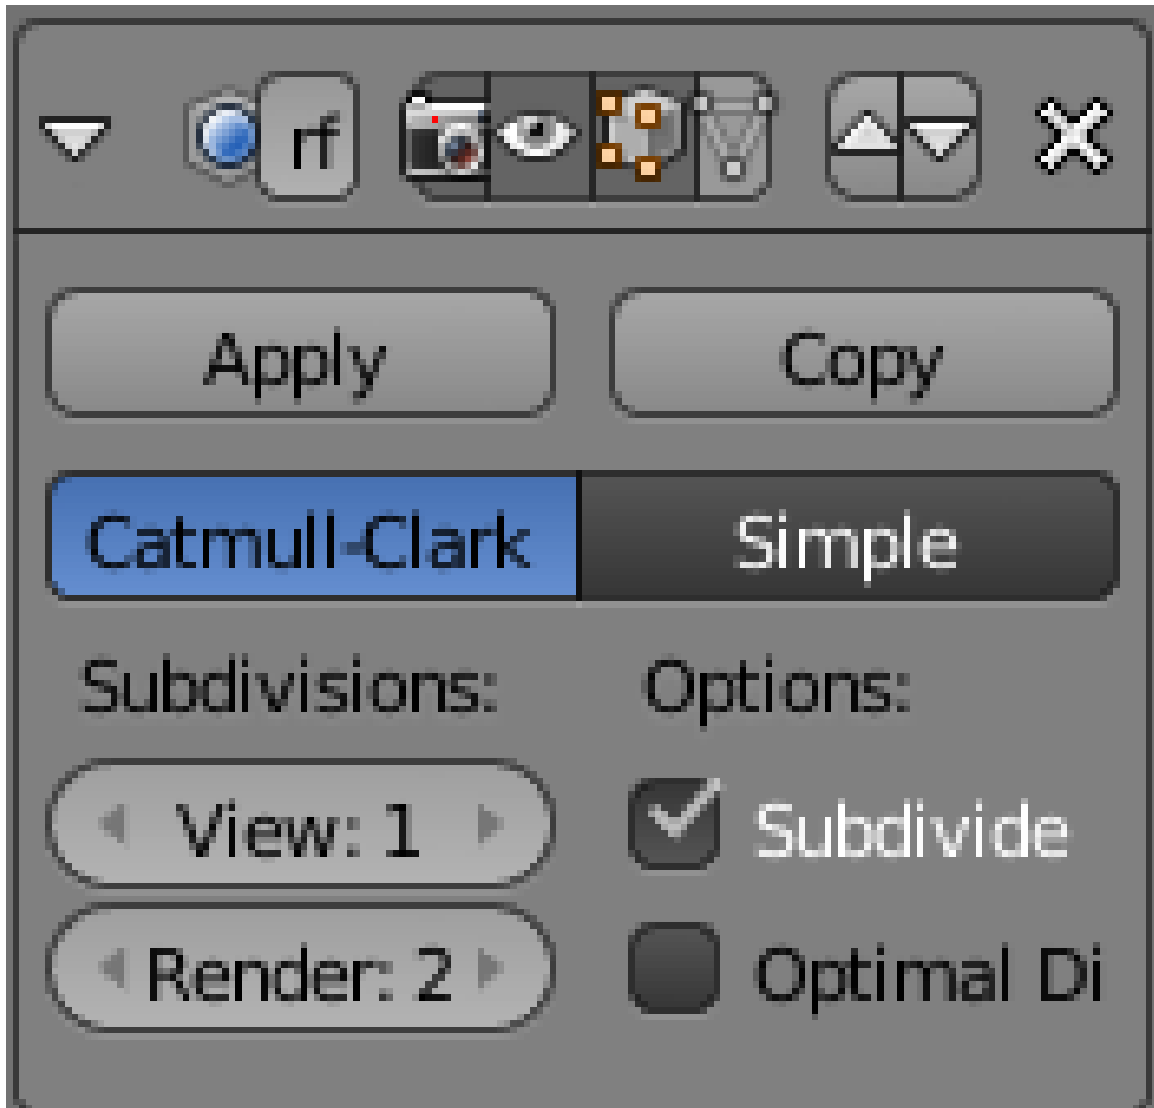 rf
Apply Copy
Catmull-Clark Simple
Subdivisions: Options:
View: 1 Subdivide
Render: 2 Optimal Di